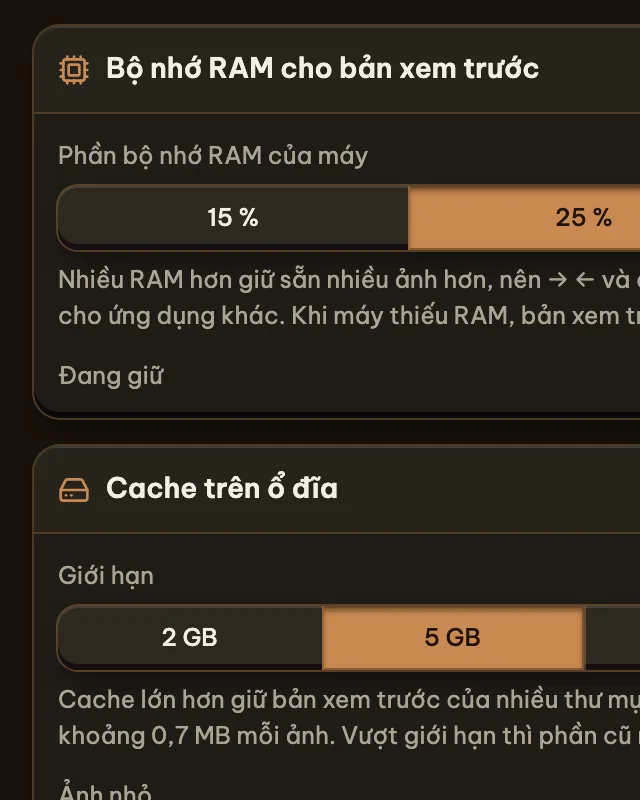 Bộ nhớ RAM cho bản xem trước
Phần bộ nhớ RAM của máy
15 %
25 %
Nhiều RAM hơn giữ sẵn nhiều ảnh hơn, nên → ← và
cho ứng dụng khác. Khi máy thiếu RAM, bản xem
Đang giữ
Cache trên ổ đĩa
Giới hạn
2 GB
5 GB
Cache lớn hơn giữ bản xem trước của nhiều thư
khoảng 0,7 MB mỗi ảnh. Vượt giới hạn thì phần cũ
Ảnh nhỏ